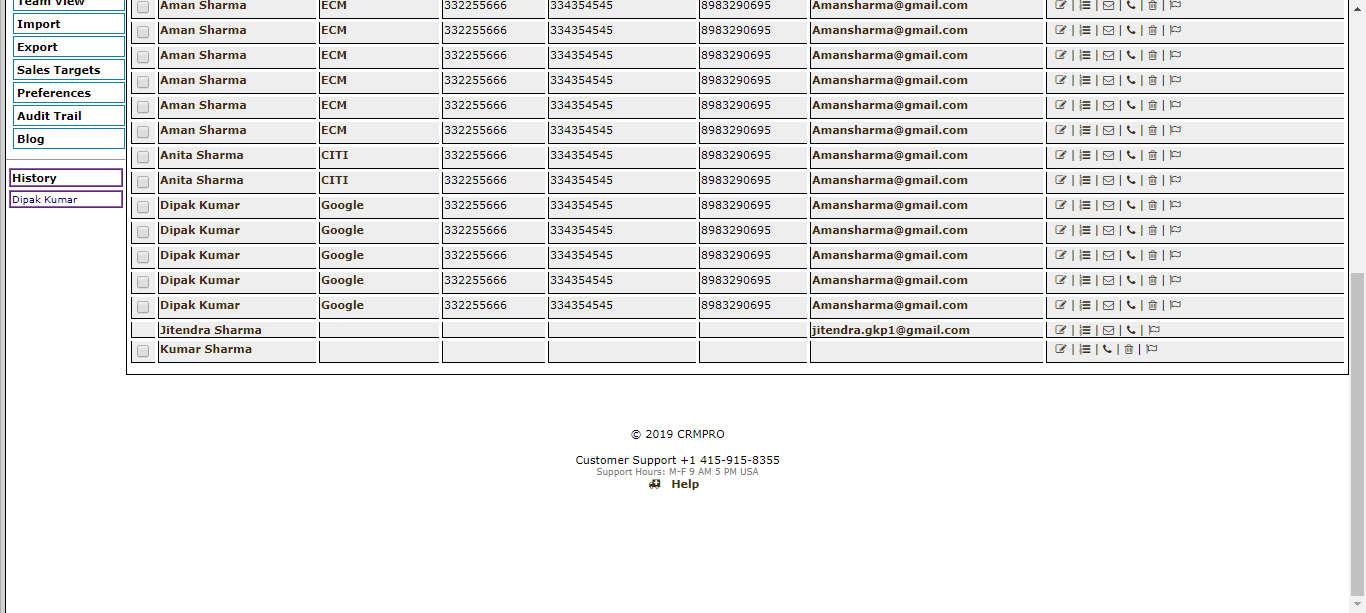 Team View
Import
Export
Sales Targets
Preferences
Audit Trail
Blog
History
Dipak Kumar
Aman Sharma ECM 332255666 334354545 8983290695 Amansharma@gmail.com | | | | |
Aman Sharma ECM 332255666 334354545 8983290695 Amansharma@gmail.com | | | | |
Aman Sharma ECM 332255666 334354545 8983290695 Amansharma@gmail.com | | | | |
Aman Sharma ECM 332255666 334354545 8983290695 Amansharma@gmail.com | | | | |
Aman Sharma ECM 332255666 334354545 8983290695 Amansharma@gmail.com | | | | |
Aman Sharma ECM 332255666 334354545 8983290695 Amansharma@gmail.com | | | | |
Anita Sharma CITI 332255666 334354545 8983290695 Amansharma@gmail.com | | | | |
Anita Sharma CITI 332255666 334354545 8983290695 Amansharma@gmail.com | | | | |
Dipak Kumar Google 332255666 334354545 8983290695 Amansharma@gmail.com | | | | |
Dipak Kumar Google 332255666 334354545 8983290695 Amansharma@gmail.com | | | | |
Dipak Kumar Google 332255666 334354545 8983290695 Amansharma@gmail.com | | | | |
Dipak Kumar Google 332255666 334354545 8983290695 Amansharma@gmail.com | | | | |
Dipak Kumar Google 332255666 334354545 8983290695 Amansharma@gmail.com | | | | |
Jitendra Sharma jitendra.gkp1@gmail.com | | | |
Kumar Sharma | | | |
© 2019 CRMPRO
Customer Support +1 415-915-8355
Support Hours: M-F 9 AM 5 PM USA
Help